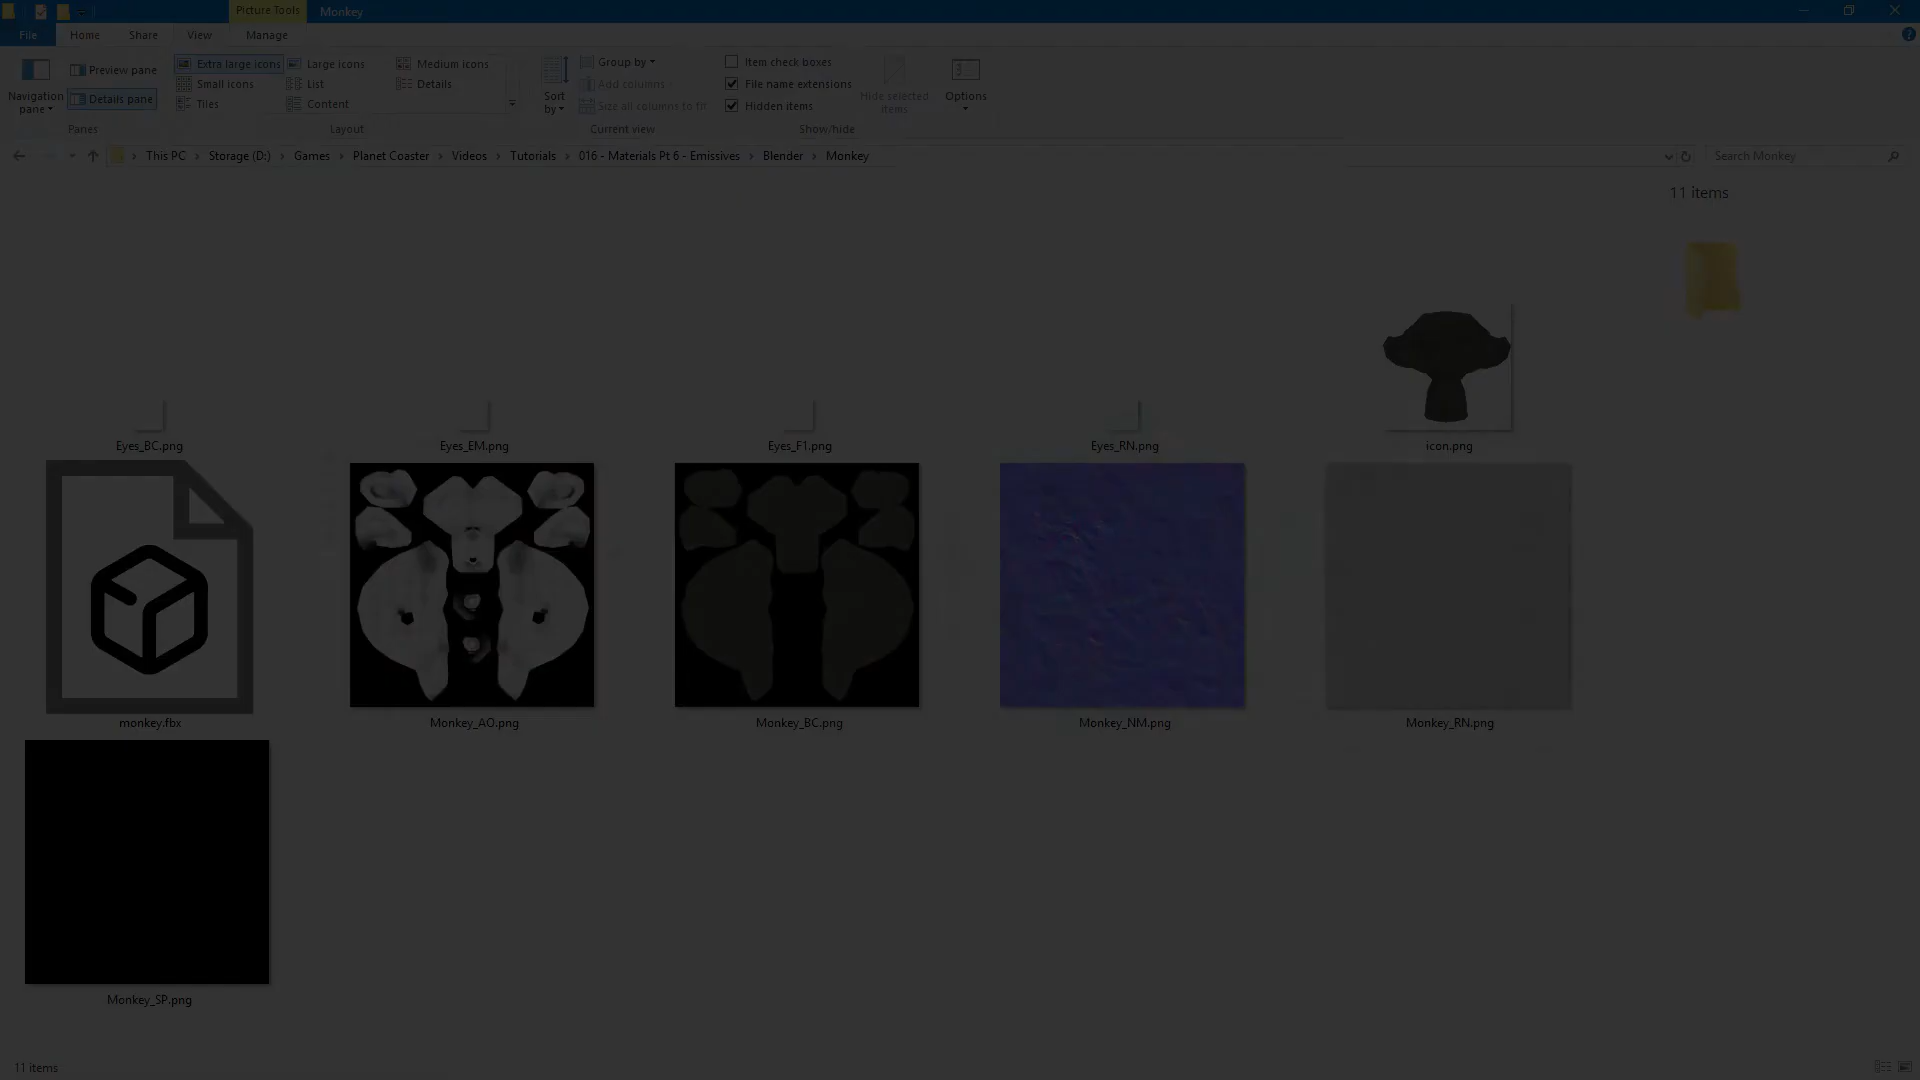 Picture Tools
Monkey
File
Home
Share
View
Manage
Navigation pane
Preview pane
Details pane
Panes
Extra large icons
Large icons
Medium icons
Small icons
List
Details
Tiles
Content
Layout
Sort by
Group by
Add columns
Size all columns to fit
Current view
Item check boxes
File name extensions
Hidden items
Hide selected items
Show/hide
Options
This PC > Storage (D:) > Games > Planet Coaster > Videos > Tutorials > 016 - Materials Pt 6 - Emissives > Blender > Monkey
Search Monkey
11 items
Eyes_BC.png
Eyes_EM.png
Eyes_F1.png
Eyes_RN.png
icon.png
monkey.fbx
Monkey_AO.png
Monkey_BC.png
Monkey_NM.png
Monkey_RN.png
Monkey_SP.png
11 items